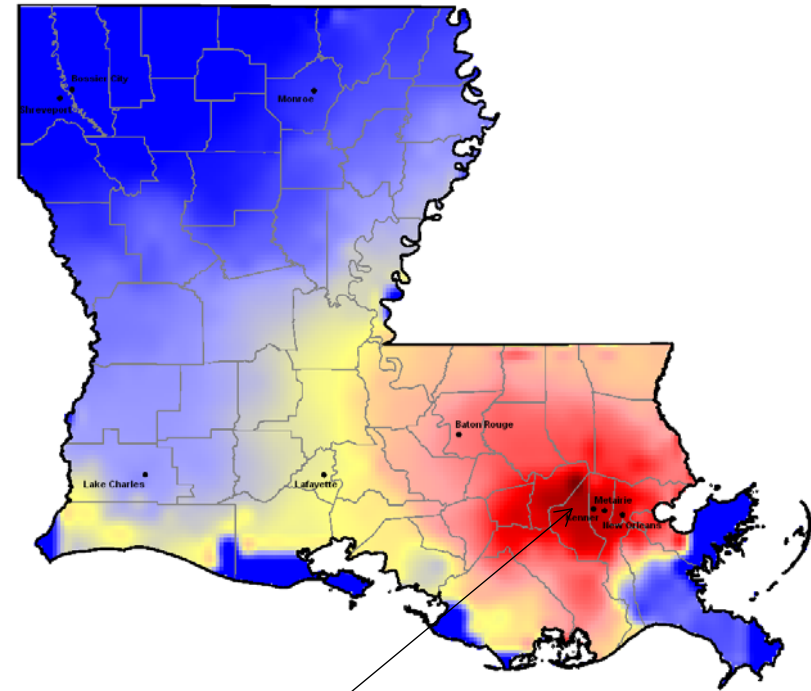 Bossier City
Shreveport
Monroe
Baton Rouge
Lake Charles
Lafayette
Metairie
Kenner
New Orleans